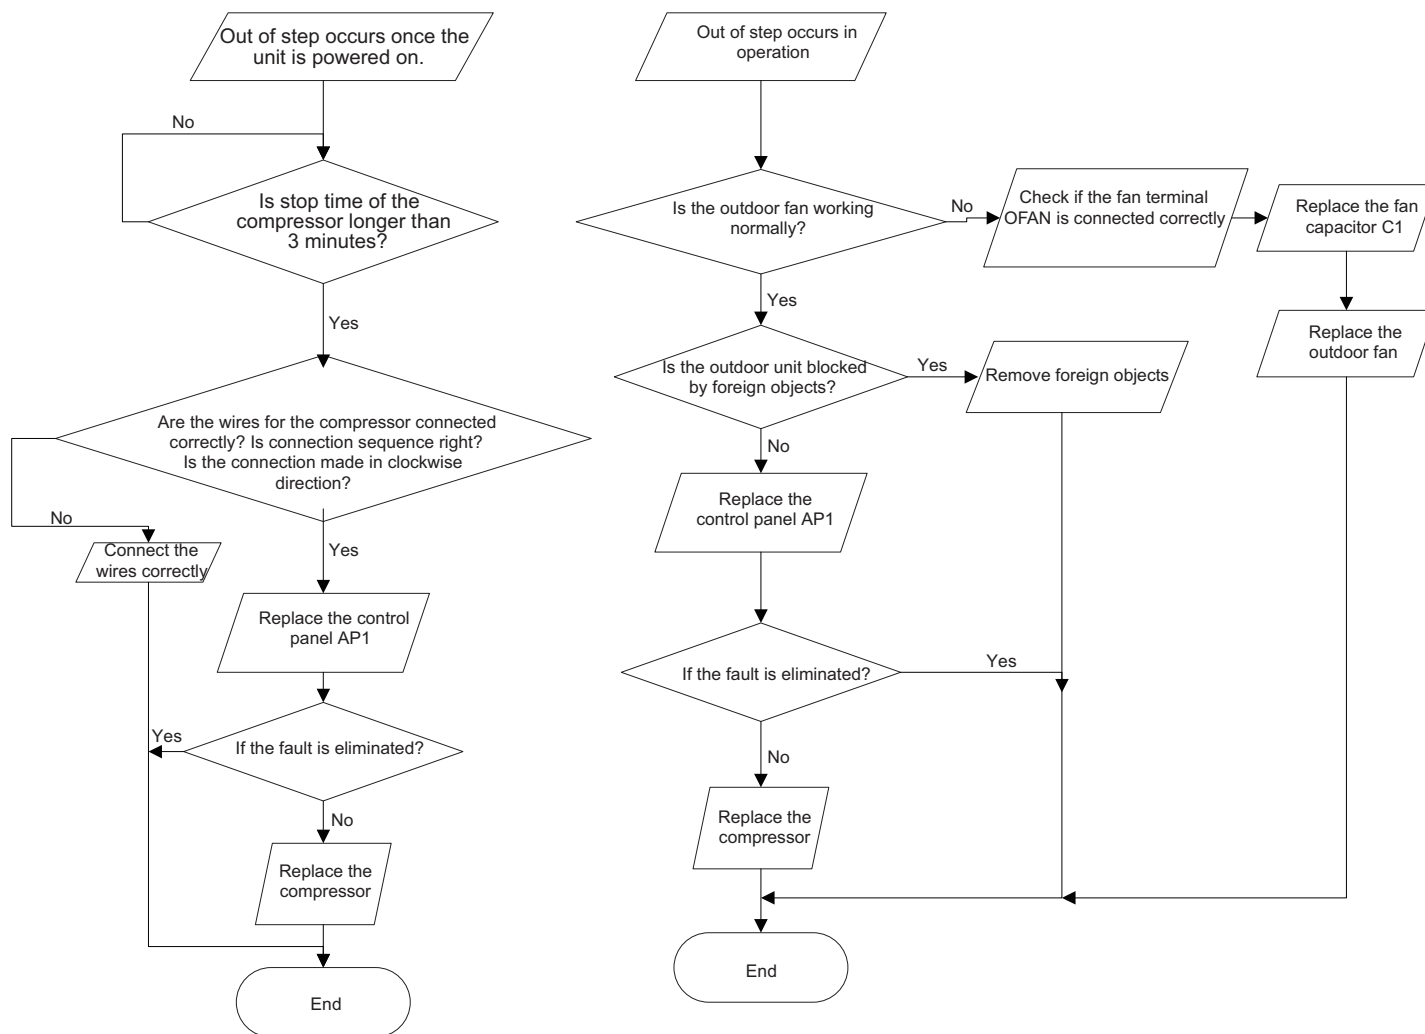 Out of step occurs once the
unit is powered on.
No
Is stop time of the
compressor longer than
3 minutes?
Yes
Are the wires for the compressor connected
correctly? Is connection sequence right?
Is the connection made in clockwise
direction?
No
Connect the
wires correctly
Yes
Replace the control
panel AP1
Yes
If the fault is eliminated?
No
Replace the
compressor
End
Out of step occurs in
operation
Is the outdoor fan working
normally?
No
Check if the fan terminal
OFAN is connected correctly
Replace the fan
capacitor C1
Replace the
outdoor fan
Yes
Is the outdoor unit blocked
by foreign objects?
Yes
Remove foreign objects
No
Replace the
control panel AP1
If the fault is eliminated?
Yes
No
Replace the
compressor
End